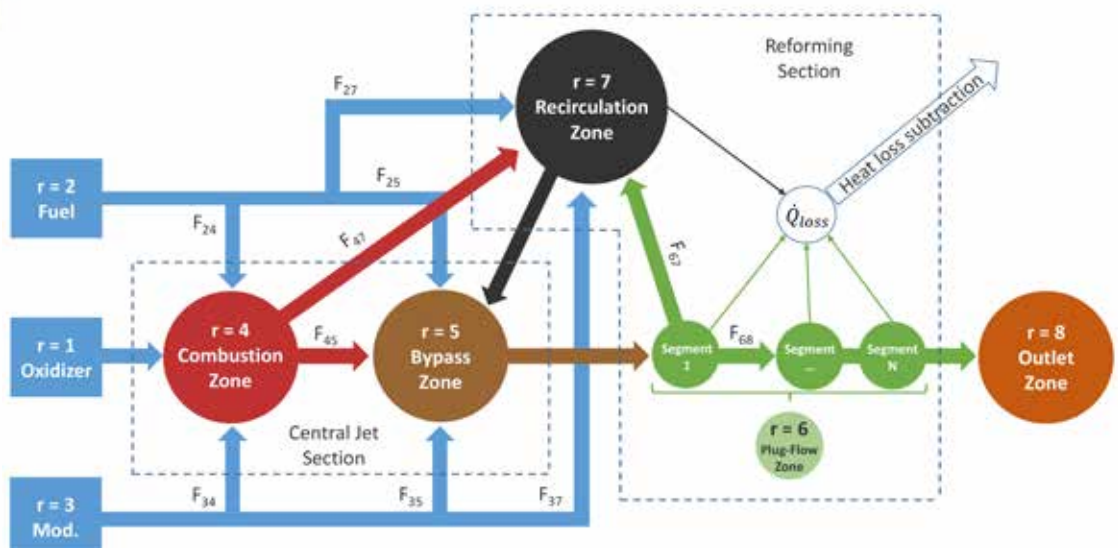 r = 7
Recirculation
Zone
Reforming
Section
Heat loss subtraction
F27
r = 2
Fuel
F25
F24
F47
Q̇loss
F67
r = 1
Oxidizer
r = 4
Combustion
Zone
F45
r = 5
Bypass
Zone
Segment
1
F68
Segment
...
Segment
N
r = 8
Outlet
Zone
r = 6
Plug-Flow
Zone
Central Jet
Section
r = 3
Mod.
F34
F35
F37